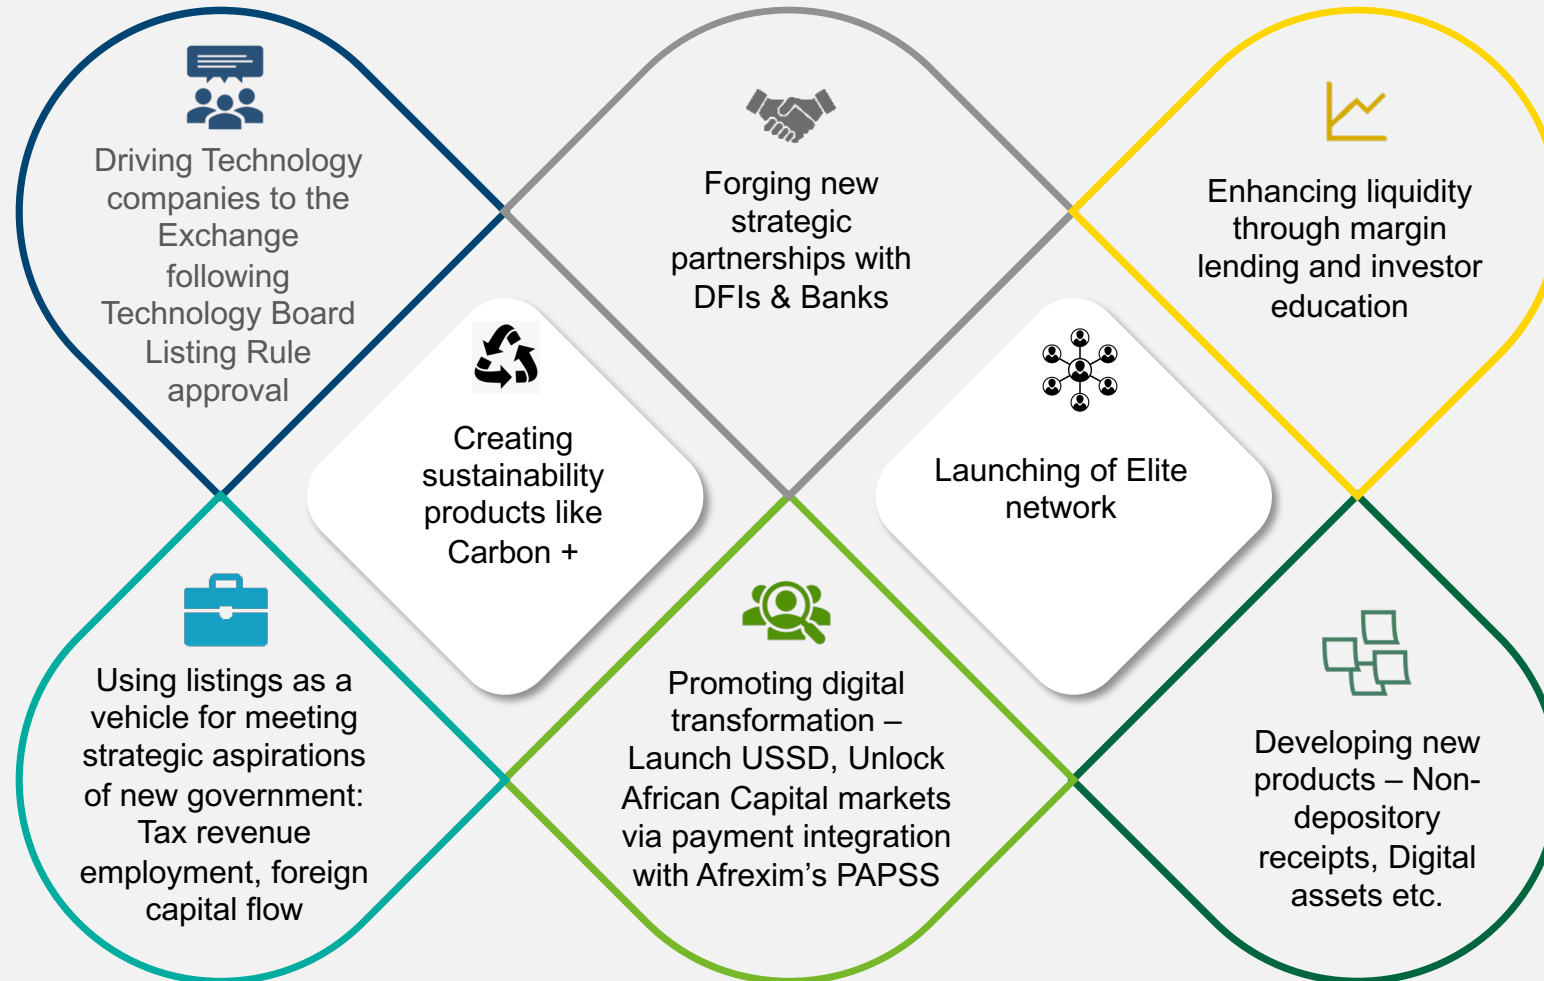 Driving Technology
companies to the
Exchange
following
Technology Board
Listing Rule
approval
Forging new
strategic
partnerships with
DFIs & Banks
Enhancing liquidity
through margin
lending and investor
education
Creating
sustainability
products like
Carbon +
Launching of Elite
network
Using listings as a
vehicle for meeting
strategic aspirations
of new government:
Tax revenue
employment, foreign
capital flow
Promoting digital
transformation –
Launch USSD, Unlock
African Capital markets
via payment integration
with Afrexim’s PAPSS
Developing new
products – Non-
depository
receipts, Digital
assets etc.